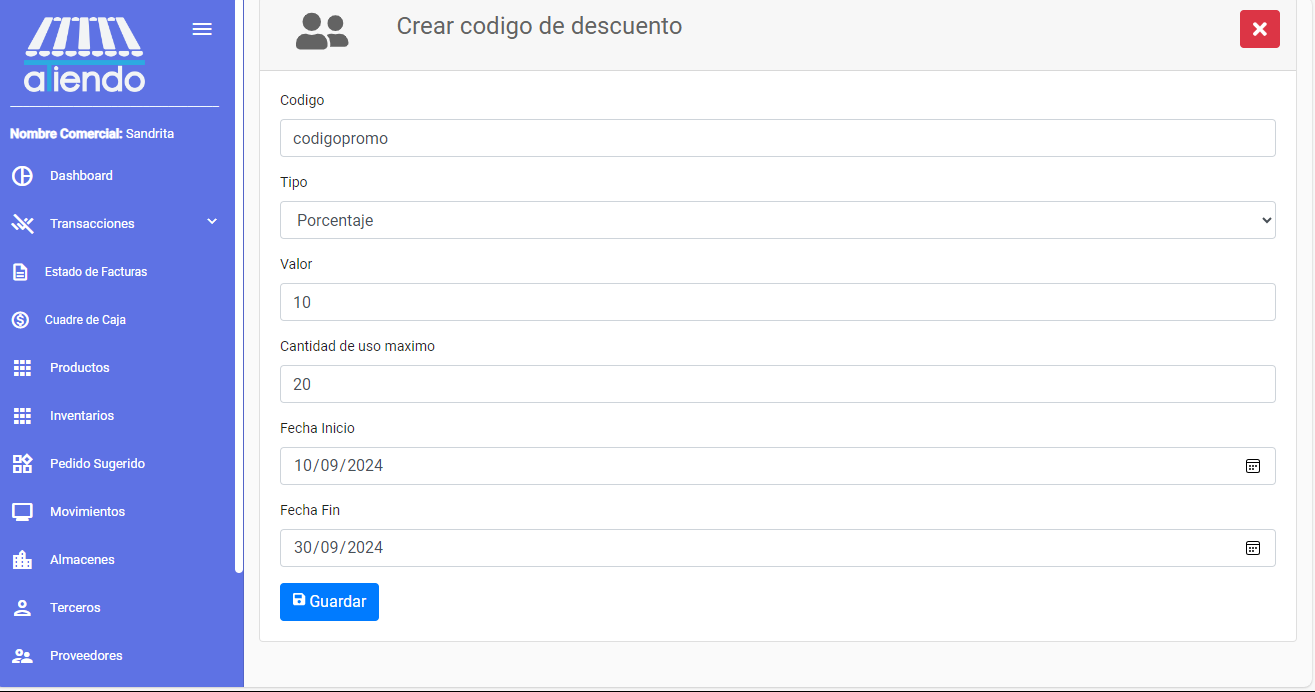 atiendo
Nombre Comercial: Sandrita
Dashboard
Transacciones
Estado de Facturas
Cuadre de Caja
Productos
Inventarios
Pedido Sugerido
Movimientos
Almacenes
Terceros
Proveedores
Crear codigo de descuento
Codigo
codigopromo
Tipo
Porcentaje
Valor
10
Cantidad de uso maximo
20
Fecha Inicio
10/09/2024
Fecha Fin
30/09/2024
Guardar